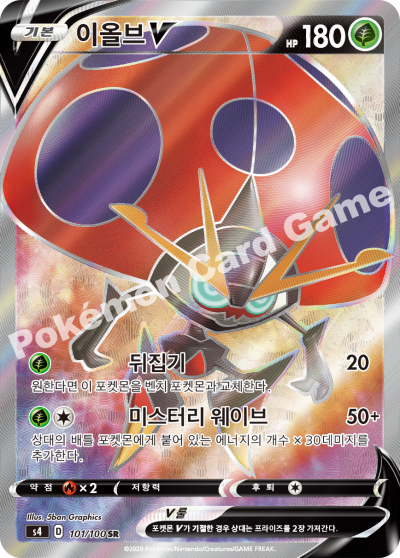 기본 이올브 V HP 180
Pokémon Card Game
뒤집기 20
원한다면 이 포켓몬을 벤치 포켓몬과 교체한다.
미스터리 웨이브 50+
상대의 배틀 포켓몬에게 붙어 있는 에너지의 개수 ×30데미지를
추가한다.
약점 ×2 저항력 후퇴
V 룰
포켓몬 V가 기절한 경우 상대는 프라이즈를 2장 가져간다.
Illus. 5ban Graphics
s4 D 101/100 SR
©2020 Pokémon/Nintendo/Creatures/GAME FREAK.